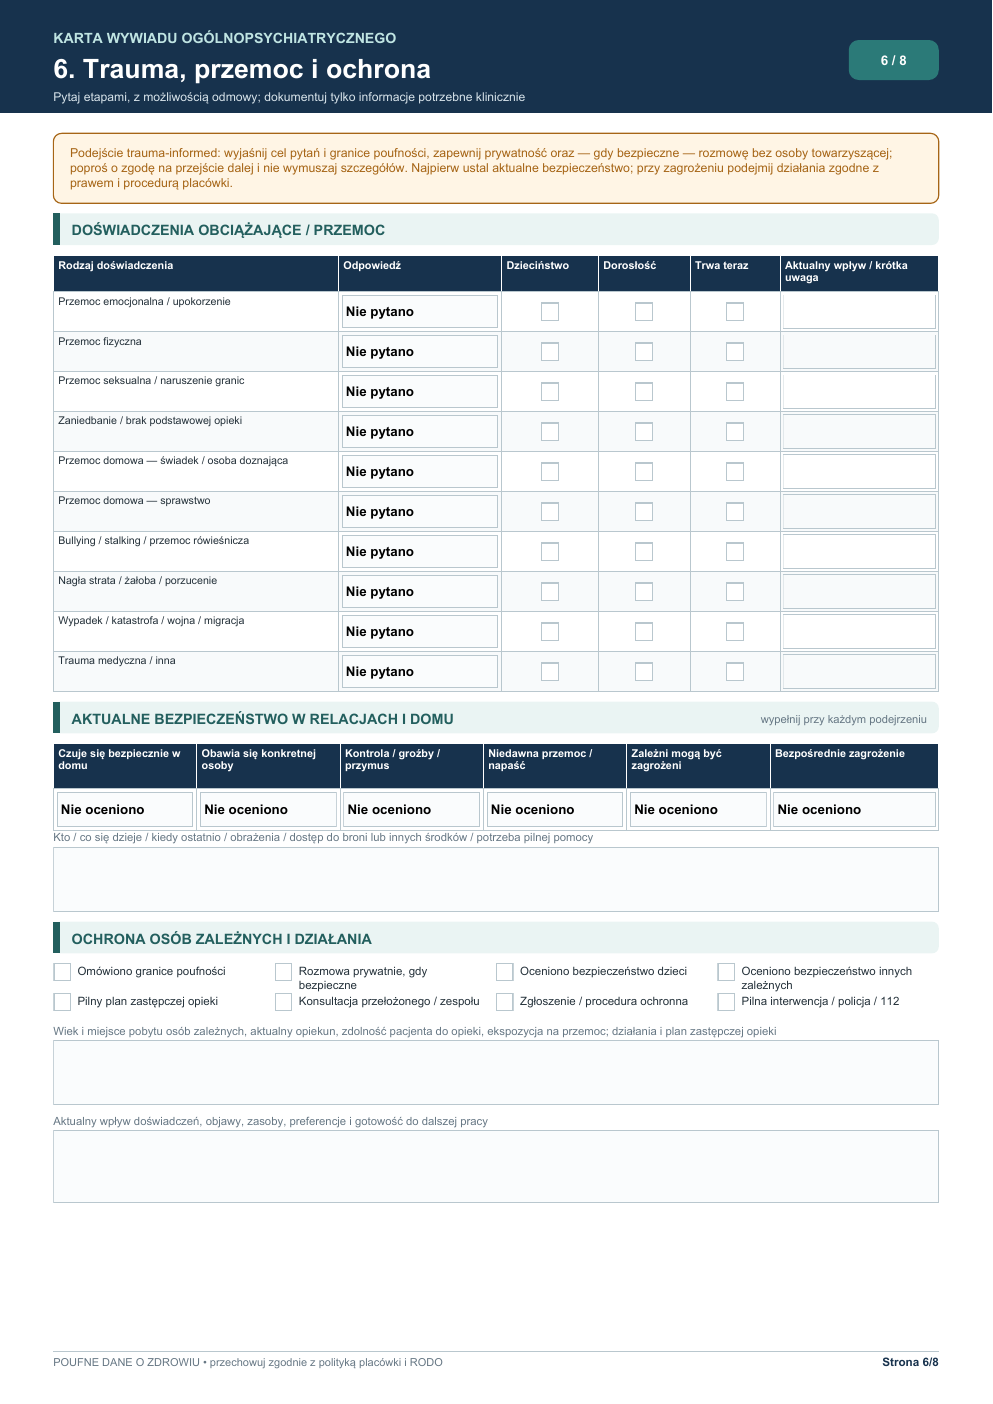 KARTA WYWIADU OGÓLNOPSYCHIATRYCZNEGO
6. Trauma, przemoc i ochrona
6 / 8
Pytaj etapami, z możliwością odmowy; dokumentuj tylko informacje potrzebne klinicznie
Podejście trauma-informed: wyjaśnij cel pytań i granice poufności, zapewnij prywatność oraz — gdy bezpieczne — rozmowę bez osoby towarzyszącej;
poproś o zgodę na przejście dalej i nie wymuszaj szczegółów. Najpierw ustal aktualne bezpieczeństwo; przy zagrożeniu podejmij działania zgodne z
prawem i procedurą placówki.
DOŚWIADCZENIA OBCIĄŻAJĄCE / PRZEMOC
Rodzaj doświadczenia Odpowiedź Dzieciństwo Dorosłość Trwa teraz Aktualny wpływ / krótka
uwaga
Przemoc emocjonalna / upokorzenie Nie pytano
Przemoc fizyczna Nie pytano
Przemoc seksualna / naruszenie granic Nie pytano
Zaniedbanie / brak podstawowej opieki Nie pytano
Przemoc domowa — świadek / osoba doznająca Nie pytano
Przemoc domowa — sprawstwo Nie pytano
Bullying / stalking / przemoc rówieśnicza Nie pytano
Nagła strata / żałoba / porzucenie Nie pytano
Wypadek / katastrofa / wojna / migracja Nie pytano
Trauma medyczna / inna Nie pytano
AKTUALNE BEZPIECZEŃSTWO W RELACJACH I DOMU wypełnij przy każdym podejrzeniu
Czuje się bezpiecznie w Obawia się konkretnej Kontrola / groźby / Niedawna przemoc / Zależni mogą być Bezpośrednie zagrożenie
domu osoby przymus napaść zagrożeni
Nie oceniono Nie oceniono Nie oceniono Nie oceniono Nie oceniono Nie oceniono
Kto / co się dzieje / kiedy ostatnio / obrażenia / dostęp do broni lub innych środków / potrzeba pilnej pomocy
OCHRONA OSÓB ZALEŻNYCH I DZIAŁANIA
Omówiono granice poufności Rozmowa prywatnie, gdy Oceniono bezpieczeństwo dzieci Oceniono bezpieczeństwo innych
bezpieczne zależnych
Pilny plan zastępczej opieki Konsultacja przełożonego / zespołu Zgłoszenie / procedura ochronna Pilna interwencja / policja / 112
Wiek i miejsce pobytu osób zależnych, aktualny opiekun, zdolność pacjenta do opieki, ekspozycja na przemoc; działania i plan zastępczej opieki
Aktualny wpływ doświadczeń, objawy, zasoby, preferencje i gotowość do dalszej pracy
POUFNE DANE O ZDROWIU • przechowuj zgodnie z polityką placówki i RODO Strona 6/8